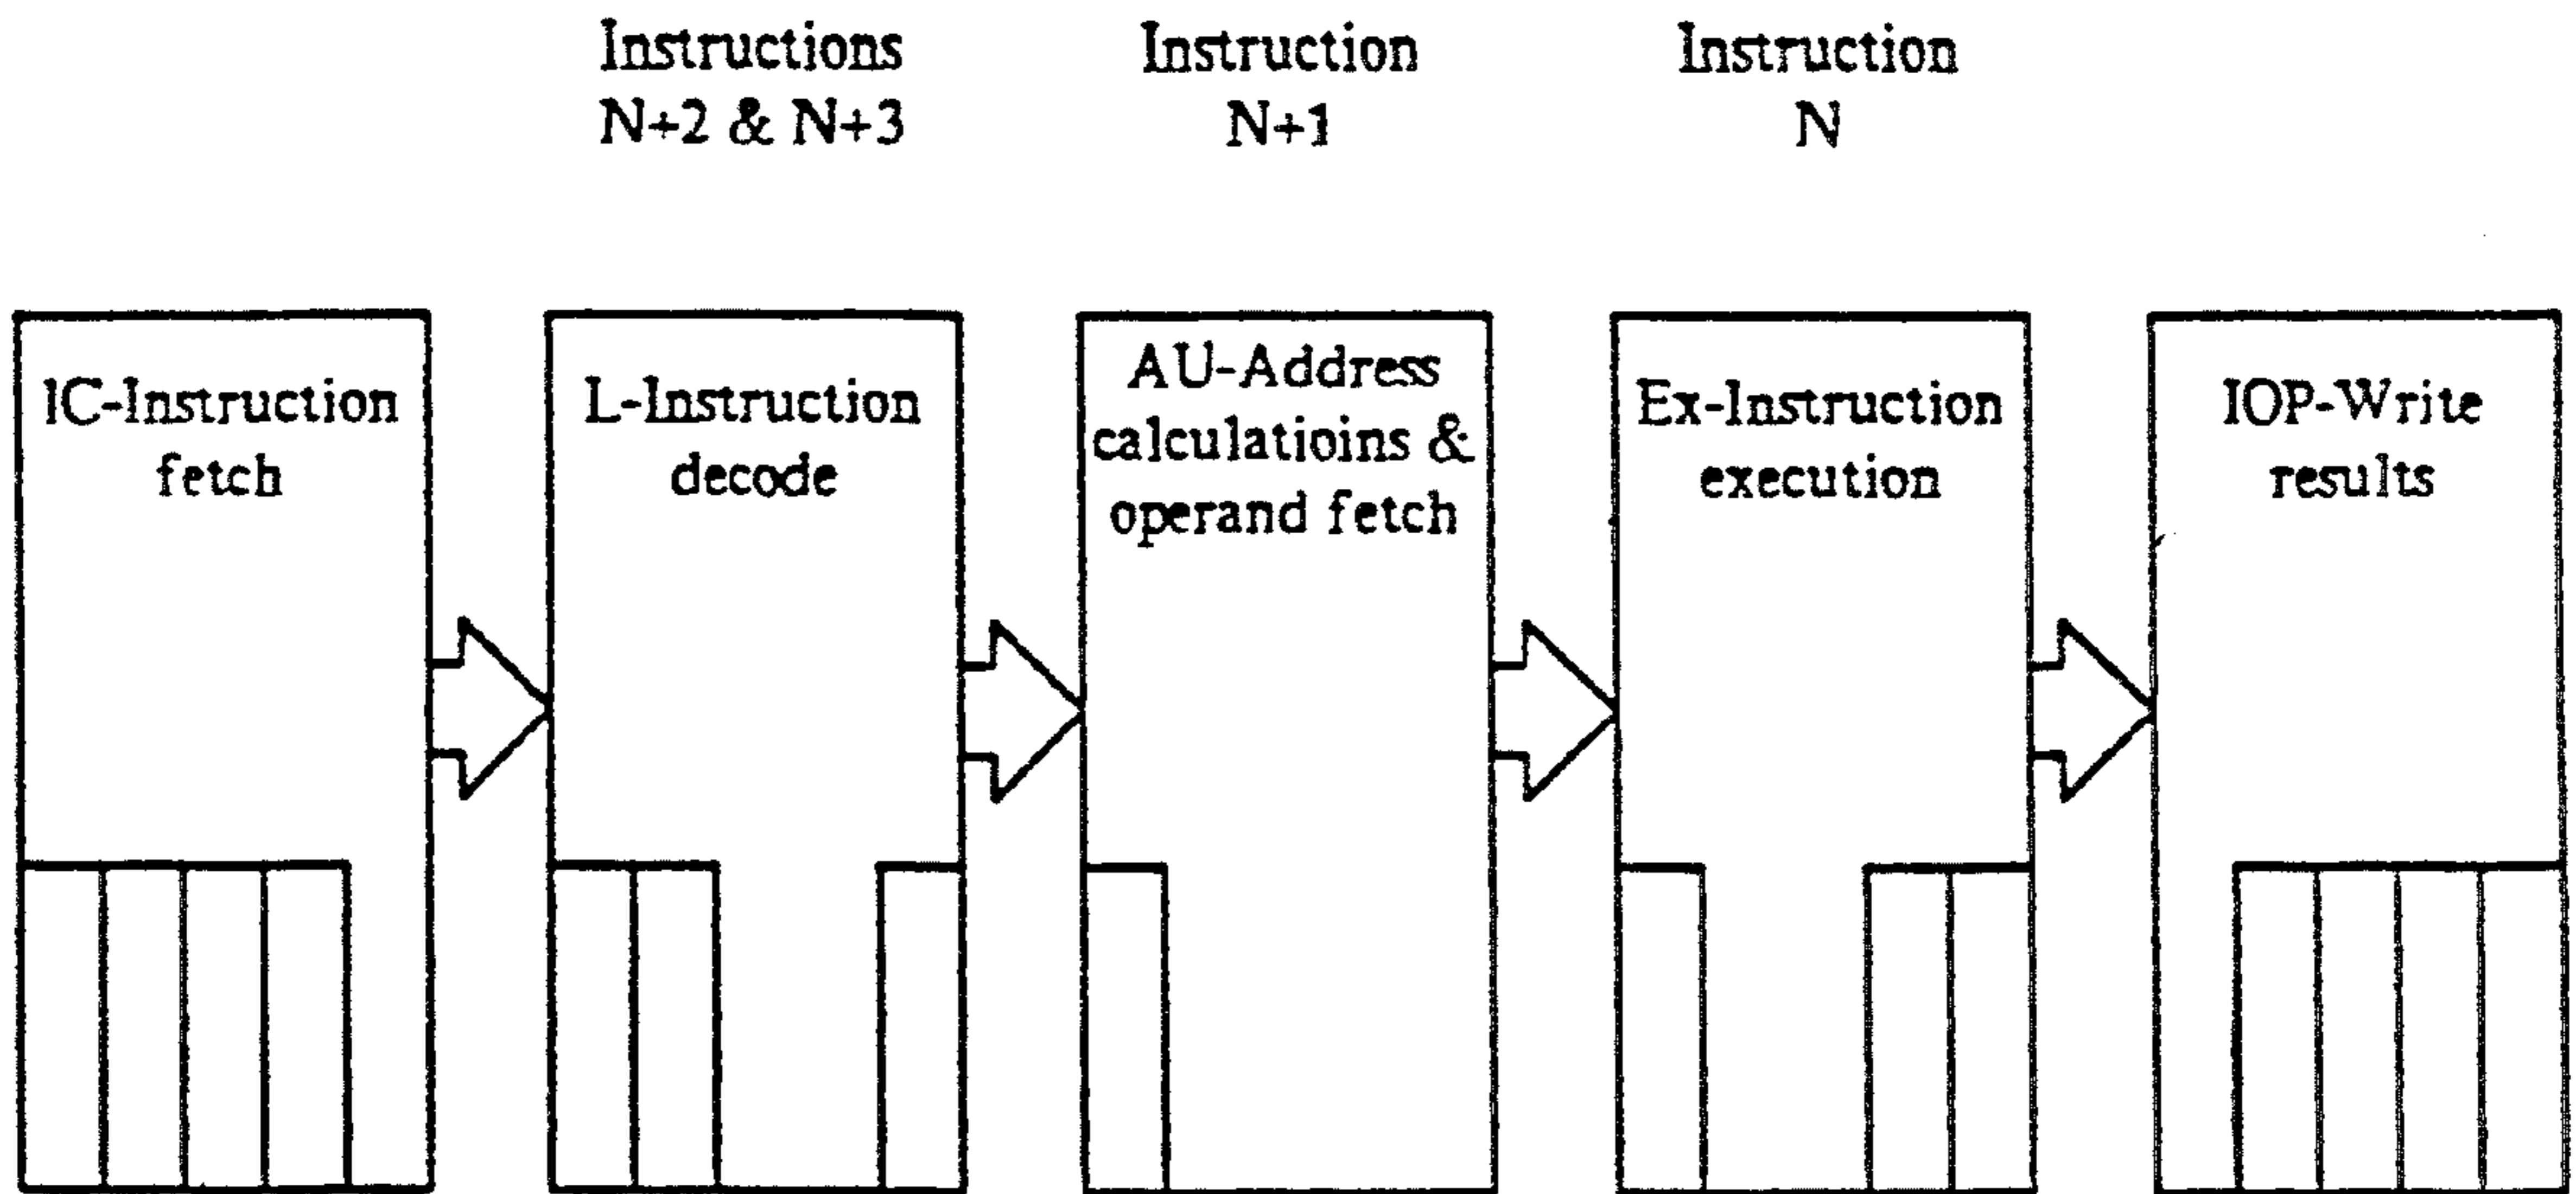 Instructions
N+2 & N+3
Instruction
N+1
Instruction
N
IC-Instruction
fetch
L-Instruction
decode
AU-Address
calculatioins &
operand fetch
Ex-Instruction
execution
IOP-Write
results